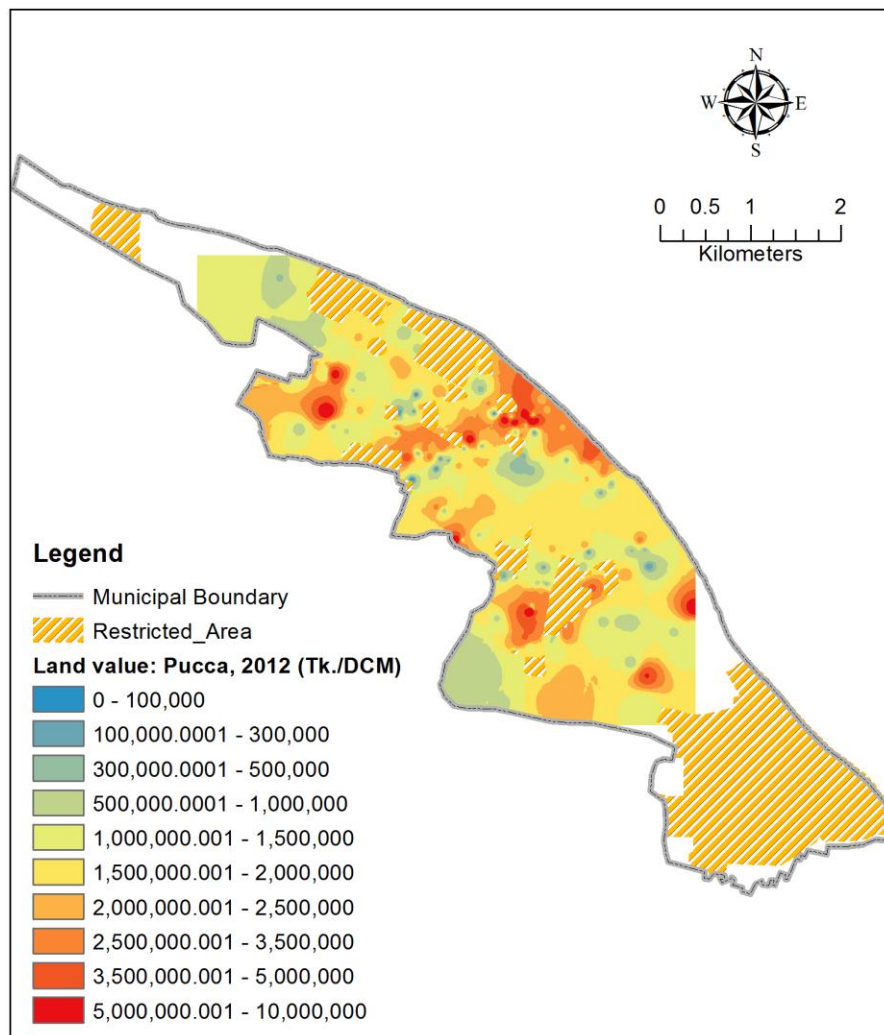 N
W E
S
0 0.5 1 2
Kilometers
Legend
Municipal Boundary
Restricted_Area
Land value: Pucca, 2012 (Tk./DCM)
0 - 100,000
100,000.0001 - 300,000
300,000.0001 - 500,000
500,000.0001 - 1,000,000
1,000,000.001 - 1,500,000
1,500,000.001 - 2,000,000
2,000,000.001 - 2,500,000
2,500,000.001 - 3,500,000
3,500,000.001 - 5,000,000
5,000,000.001 - 10,000,000